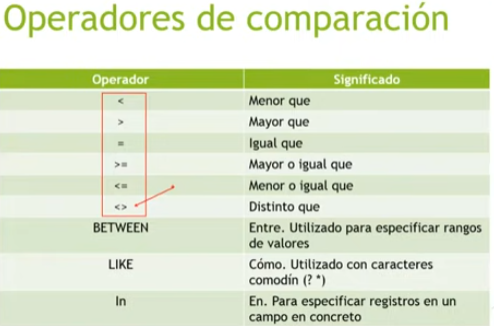 Operadores de comparación
Operador Significado
< Menor que
> Mayor que
= Igual que
>= Mayor o igual que
<= Menor o igual que
<> Distinto que
BETWEEN Entre. Utilizado para especificar rangos
de valores
LIKE Cómo. Utilizado con caracteres
comodín (? *)
In En. Para especificar registros en un
campo en concreto